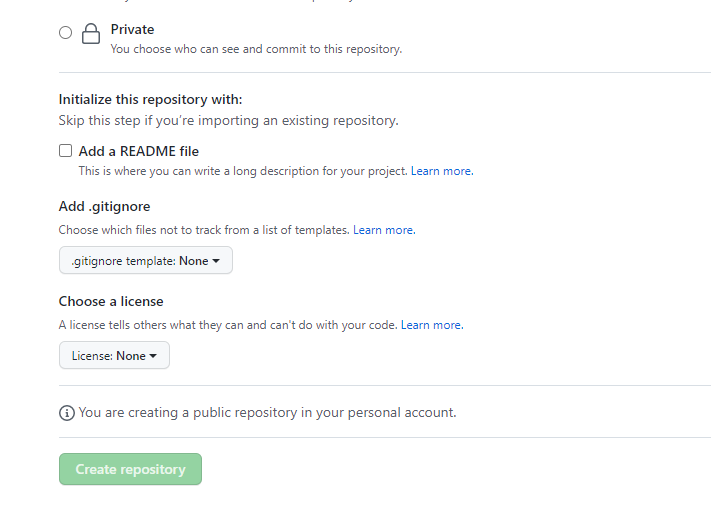 Private
You choose who can see and commit to this repository.
Initialize this repository with:
Skip this step if you're importing an existing repository.
Add a README file
This is where you can write a long description for your project. Learn more.
Add .gitignore
Choose which files not to track from a list of templates. Learn more.
.gitignore template: None
Choose a license
A license tells others what they can and can't do with your code. Learn more.
License: None
You are creating a public repository in your personal account.
Create repository